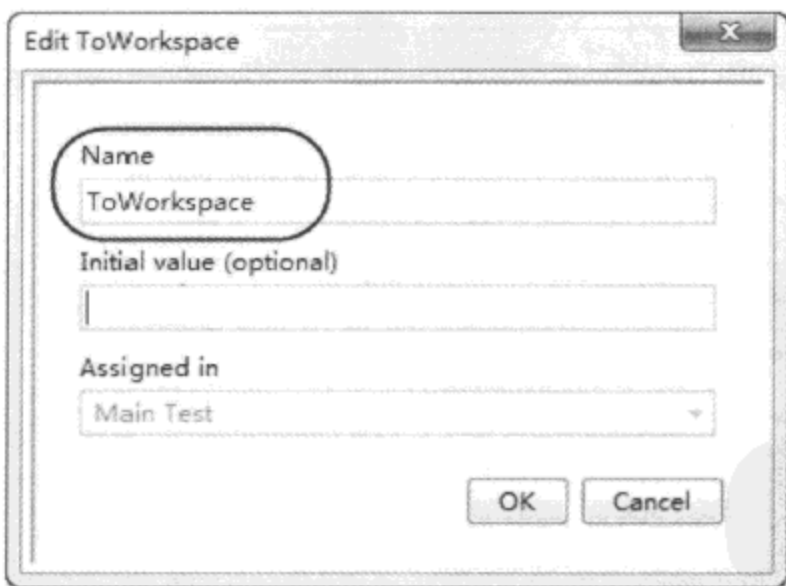 Edit ToWorkspace
Name
ToWorkspace
Initial value (optional)
Assigned in
Main Test
OK
Cancel